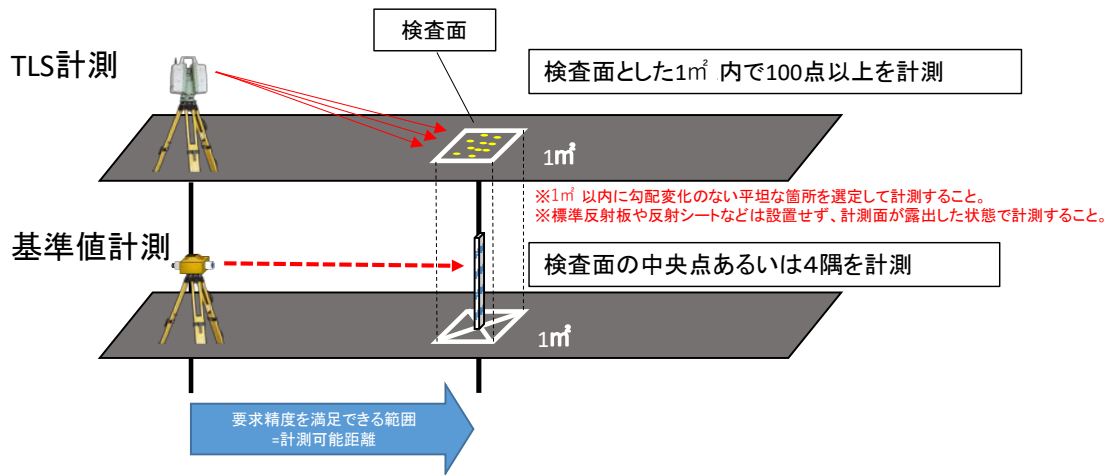 検査面
TLS計測
検査面とした1㎡ 内で100点以上を計測
1㎡
※1㎡ 以内に勾配変化のない平坦な箇所を選定して計測すること。
※標準反射板や反射シートなどは設置せず、計測面が露出した状態で計測すること。
基準値計測
検査面の中央点あるいは4隅を計測
1㎡
要求精度を満足できる範囲
=計測可能距離